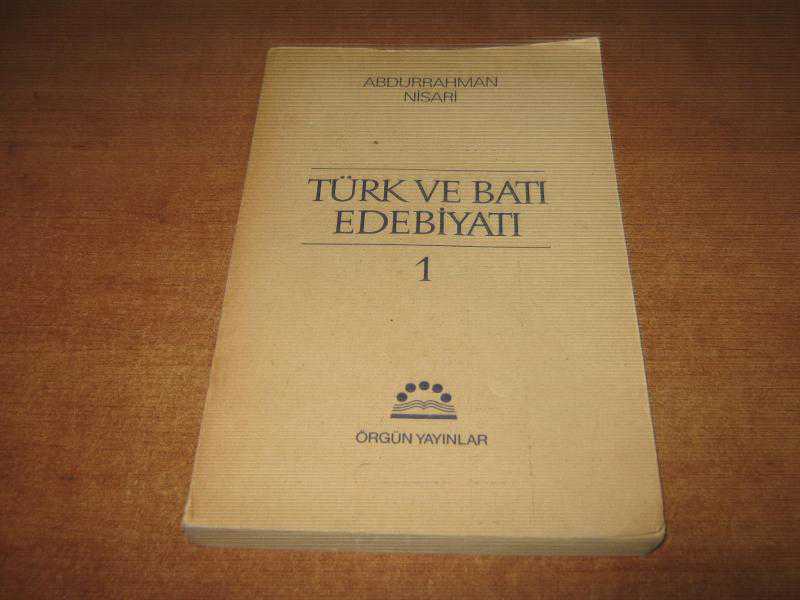 ABDURRAHMAN
NİSARİ
TÜRK VE BATI
EDEBİYATI
1
ÖRGÜN YAYINLAR